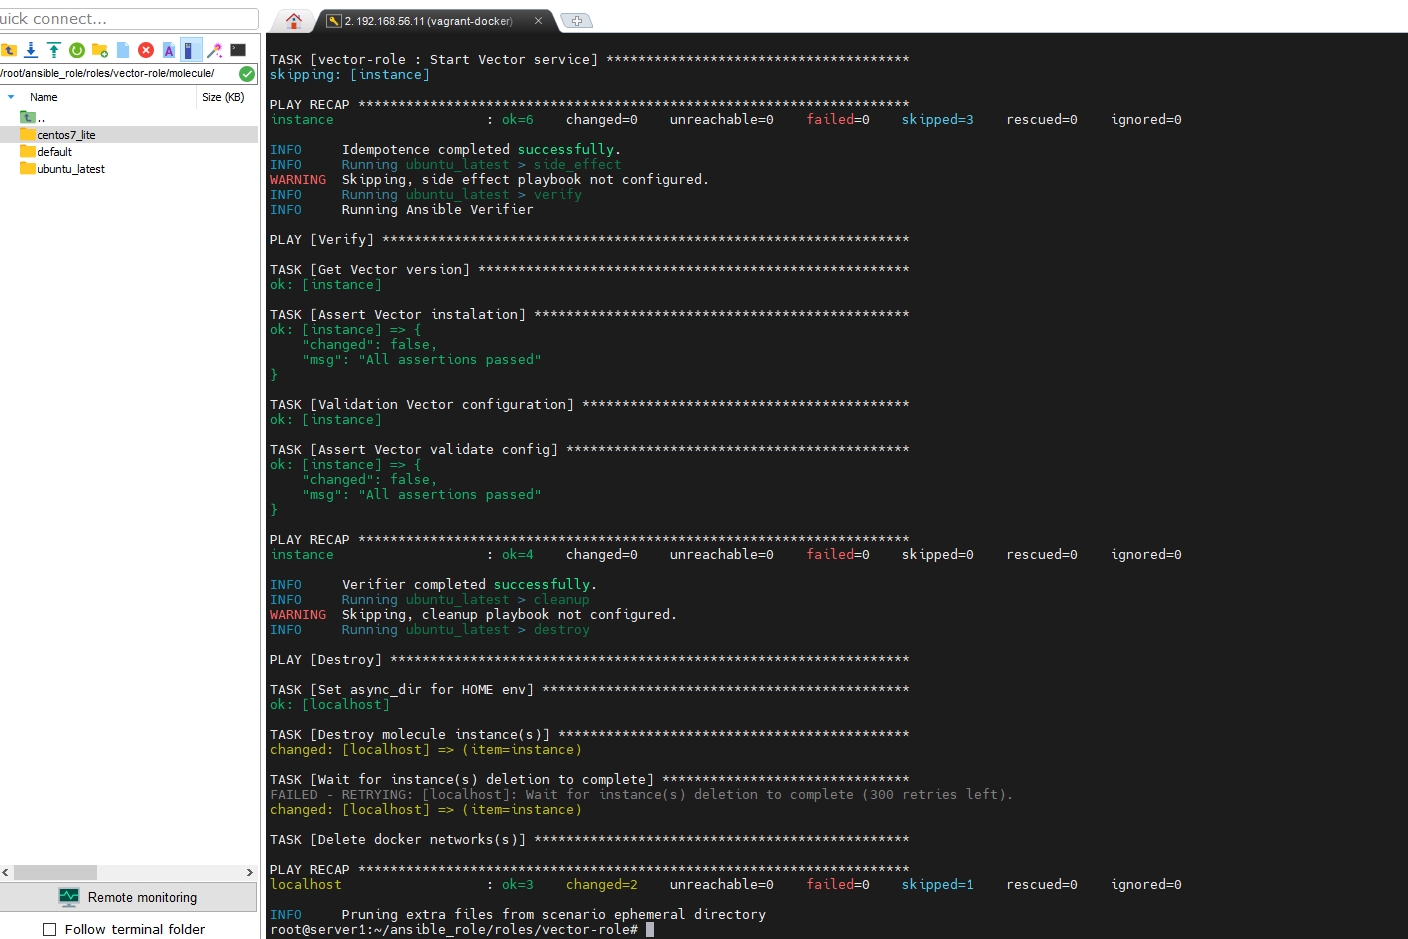 uick connect...
2. 192.168.56.11 (vagrant-docker)
/root/ansible_role/roles/vector-role/molecule/
Name Size (KB)
..
centos7_lite
default
ubuntu_latest
Remote monitoring
Follow terminal folder
TASK [vector-role : Start Vector service] **************************************
skipping: [instance]
PLAY RECAP *********************************************************************
instance : ok=6 changed=0 unreachable=0 failed=0 skipped=3 rescued=0 ignored=0
INFO Idempotence completed successfully.
INFO Running ubuntu_latest > side_effect
WARNING Skipping, side effect playbook not configured.
INFO Running ubuntu_latest > verify
INFO Running Ansible Verifier
PLAY [Verify] ******************************************************************
TASK [Get Vector version] ******************************************************
ok: [instance]
TASK [Assert Vector instalation] ***********************************************
ok: [instance] => {
"changed": false,
"msg": "All assertions passed"
}
TASK [Validation Vector configuration] *****************************************
ok: [instance]
TASK [Assert Vector validate config] *******************************************
ok: [instance] => {
"changed": false,
"msg": "All assertions passed"
}
PLAY RECAP *********************************************************************
instance : ok=4 changed=0 unreachable=0 failed=0 skipped=0 rescued=0 ignored=0
INFO Verifier completed successfully.
INFO Running ubuntu_latest > cleanup
WARNING Skipping, cleanup playbook not configured.
INFO Running ubuntu_latest > destroy
PLAY [Destroy] *****************************************************************
TASK [Set async_dir for HOME env] **********************************************
ok: [localhost]
TASK [Destroy molecule instance(s)] ********************************************
changed: [localhost] => (item=instance)
TASK [Wait for instance(s) deletion to complete] *******************************
FAILED - RETRYING: [localhost]: Wait for instance(s) deletion to complete (300 retries left).
changed: [localhost] => (item=instance)
TASK [Delete docker networks(s)] ***********************************************
PLAY RECAP *********************************************************************
localhost : ok=3 changed=2 unreachable=0 failed=0 skipped=1 rescued=0 ignored=0
INFO Pruning extra files from scenario ephemeral directory
root@server1:~/ansible_role/roles/vector-role#